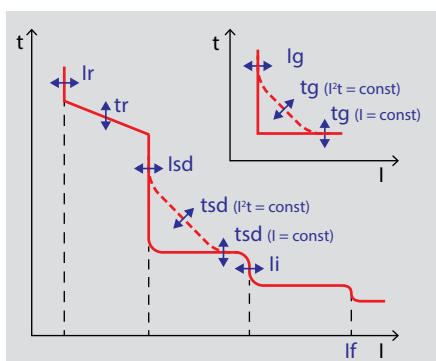 t
Ir
tr
Isd
tsd (I²t = const)
tsd (I = const)
Ii
If
I
t
Ig
tg (I²t = const)
tg (I = const)
I